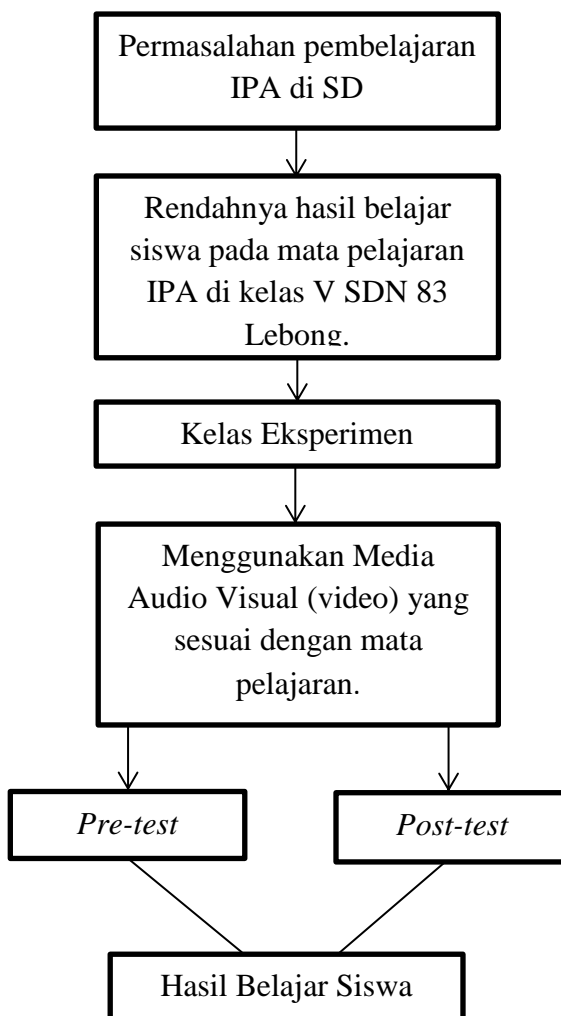 Permasalahan pembelajaran
IPA di SD
Rendahnya hasil belajar
siswa pada mata pelajaran
IPA di kelas V SDN 83
Lebong.
Kelas Eksperimen
Menggunakan Media
Audio Visual (video) yang
sesuai dengan mata
pelajaran.
Pre-test
Post-test
Hasil Belajar Siswa